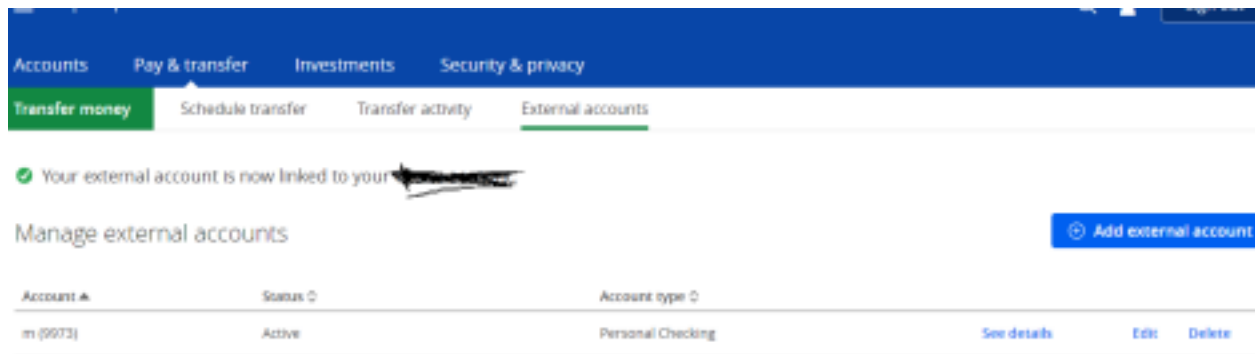 Accounts Pay & transfer Investments Security & privacy
Transfer money Schedule transfer Transfer activity External accounts
Your external account is now linked to your
Manage external accounts
Add external account
Account Status Account type
m (9973) Active Personal Checking See details Edit Delete